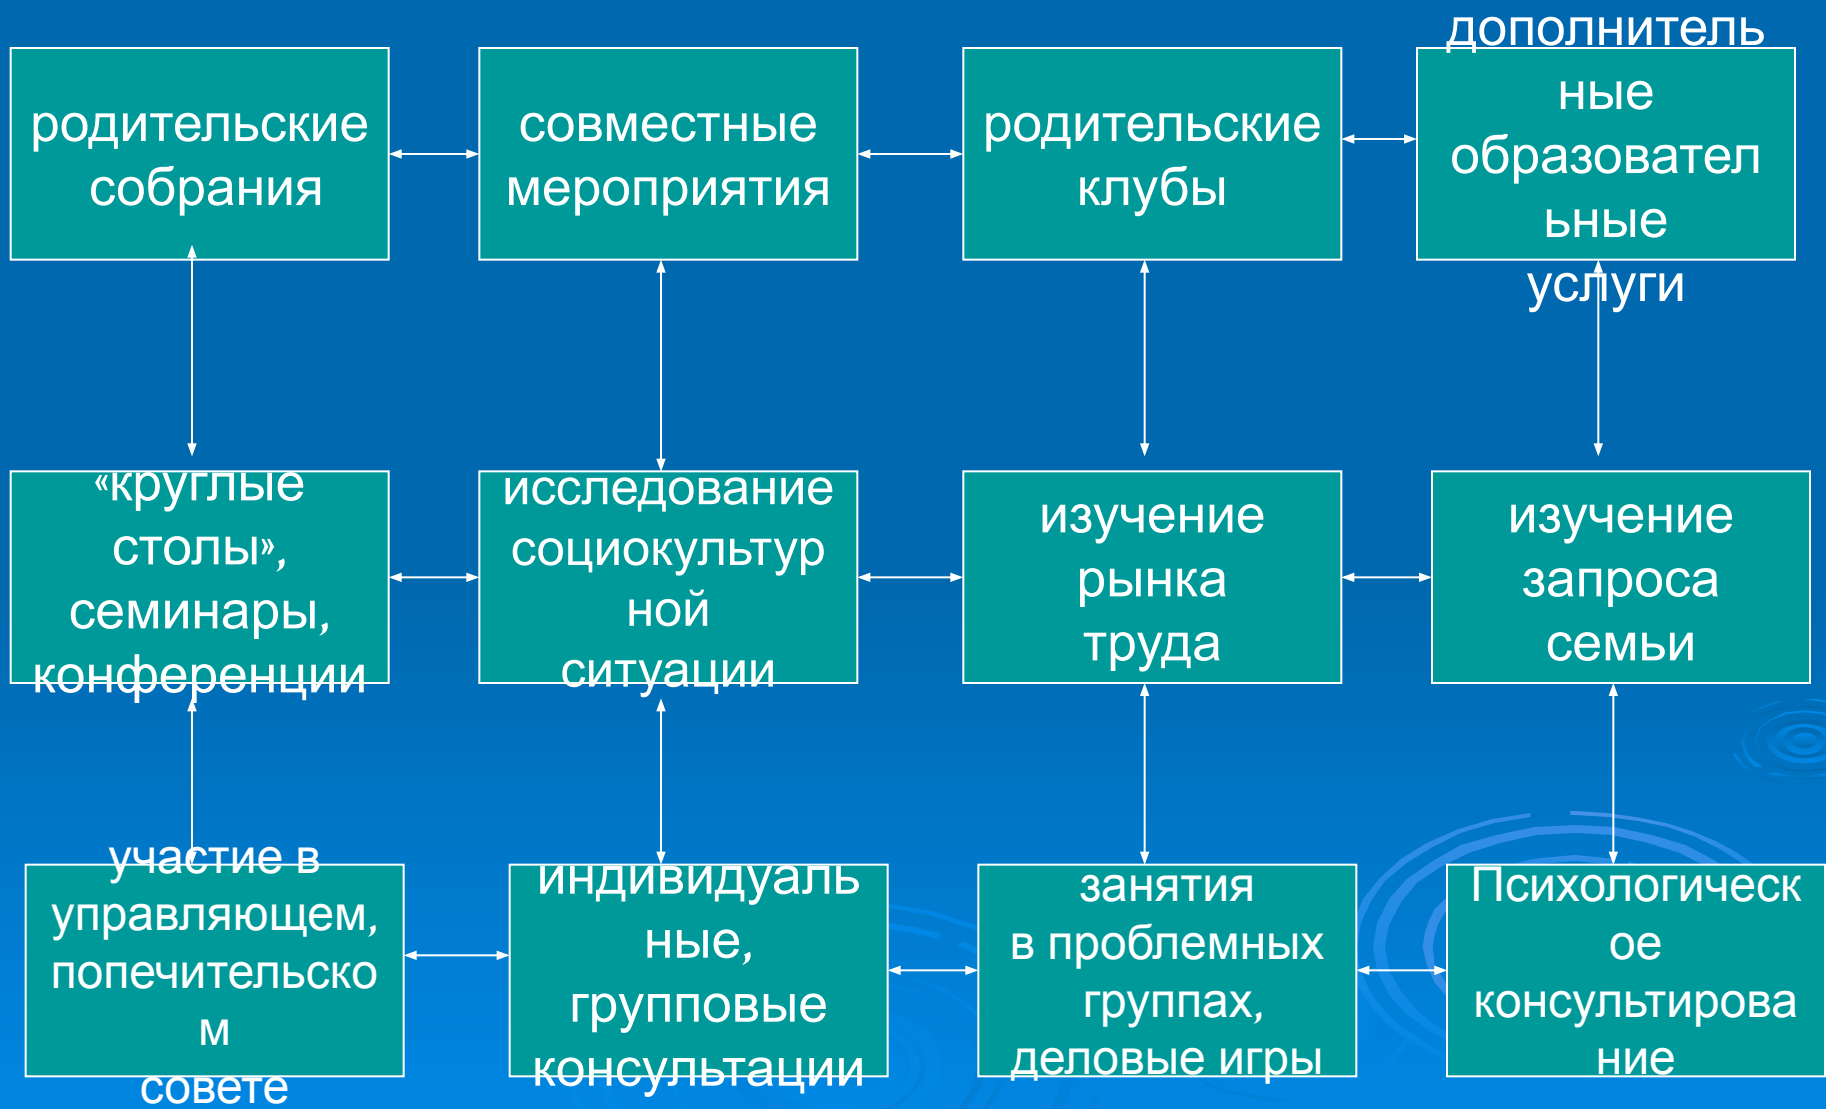 родительские
собрания
совместные
мероприятия
родительские
клубы
дополнитель
ные
образовател
ьные
услуги
«круглые
столы»,
семинары,
конференции
исследование
социокультур
ной
ситуации
изучение
рынка
труда
изучение
запроса
семьи
участие в
управляющем,
попечительско
м
совете
индивидуаль
ные,
групповые
консультации
занятия
в проблемных
группах,
деловые игры
Психологическ
ое
консультирова
ние